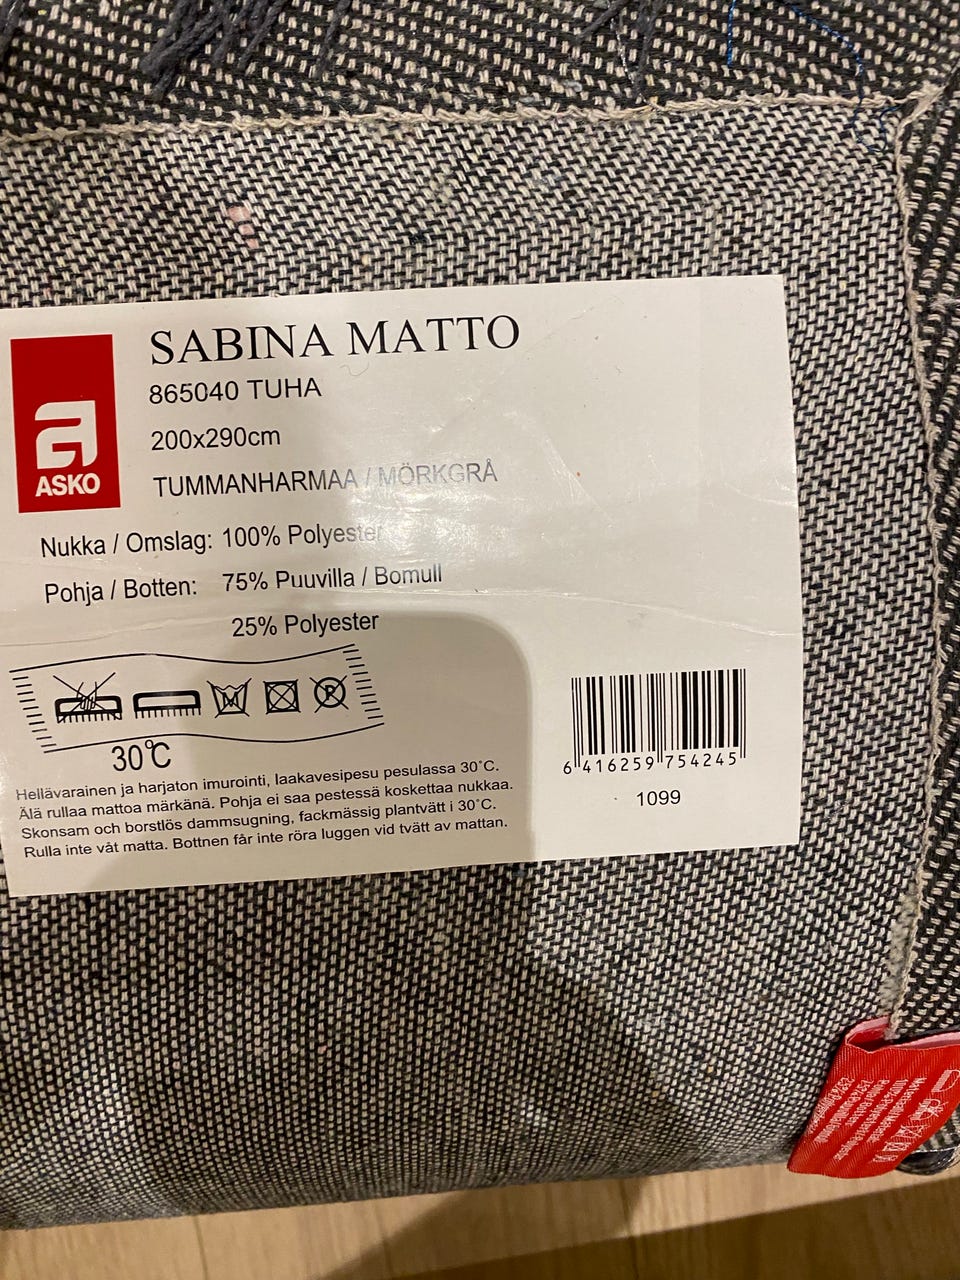 SABINA MATTO
865040 TUHA
200x290cm
TUMMANHARMAA / MÖRKGRÅ
ASKO
Nukka / Omslag: 100% Polyester
Pohja / Botten: 75% Puuvilla / Bomull
25% Polyester
P
30°C
Hellävarainen ja harjaton imurointi, laakavesipesu pesulassa 30°C.
Älä rullaa mattoa märkänä. Pohja ei saa pestessä koskettaa nukkaa.
Skonsam och borstlös dammsugning, fackmässig plantvätt i 30°C.
Rulla inte våt matta. Bottnen får inte röra luggen vid tvätt av mattan.
6 416259 754245
1099